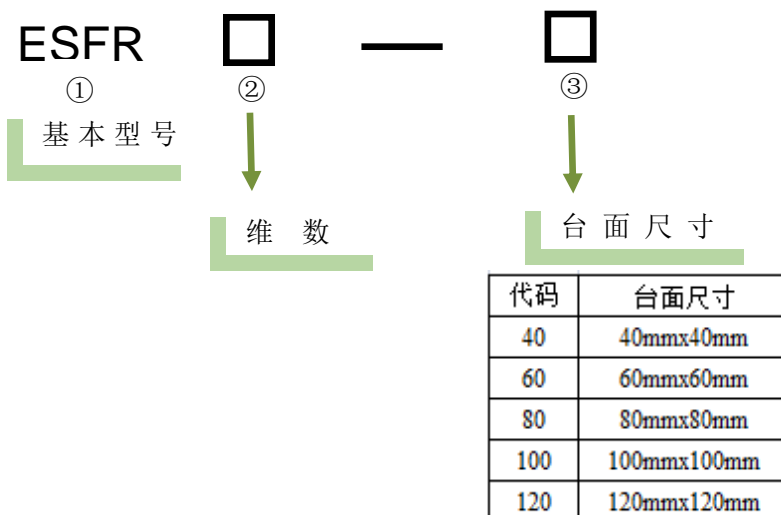 ESFR □ — □
① ② ③
基本型号
维 数
台面尺寸
代码 台面尺寸
40 40mmx40mm
60 60mmx60mm
80 80mmx80mm
100 100mmx100mm
120 120mmx120mm